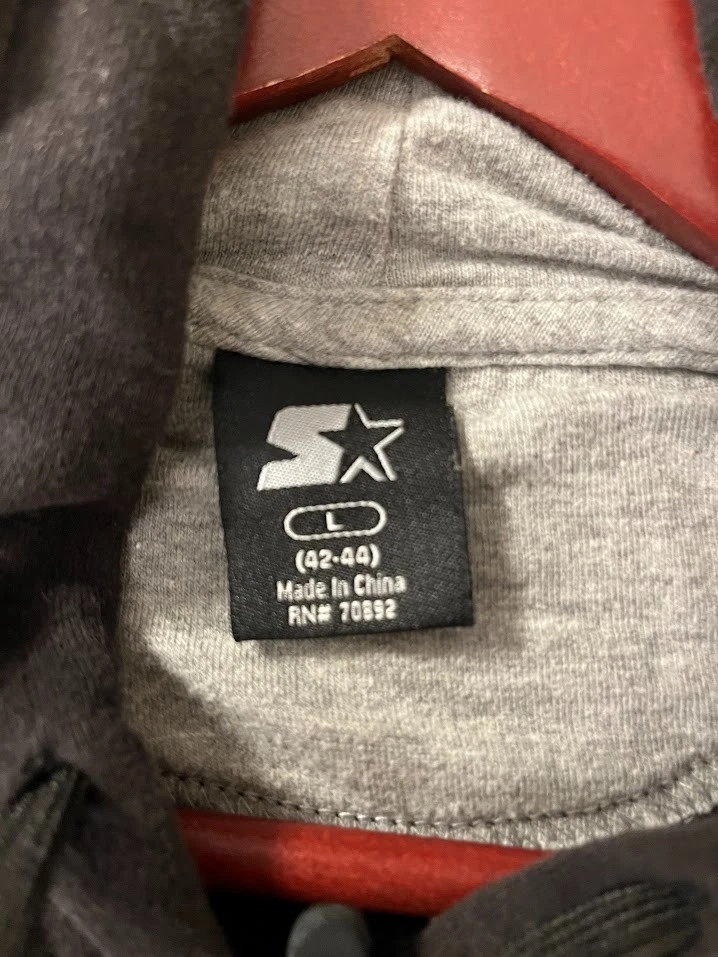 L
(42-44)
Made In China
RN# 70892